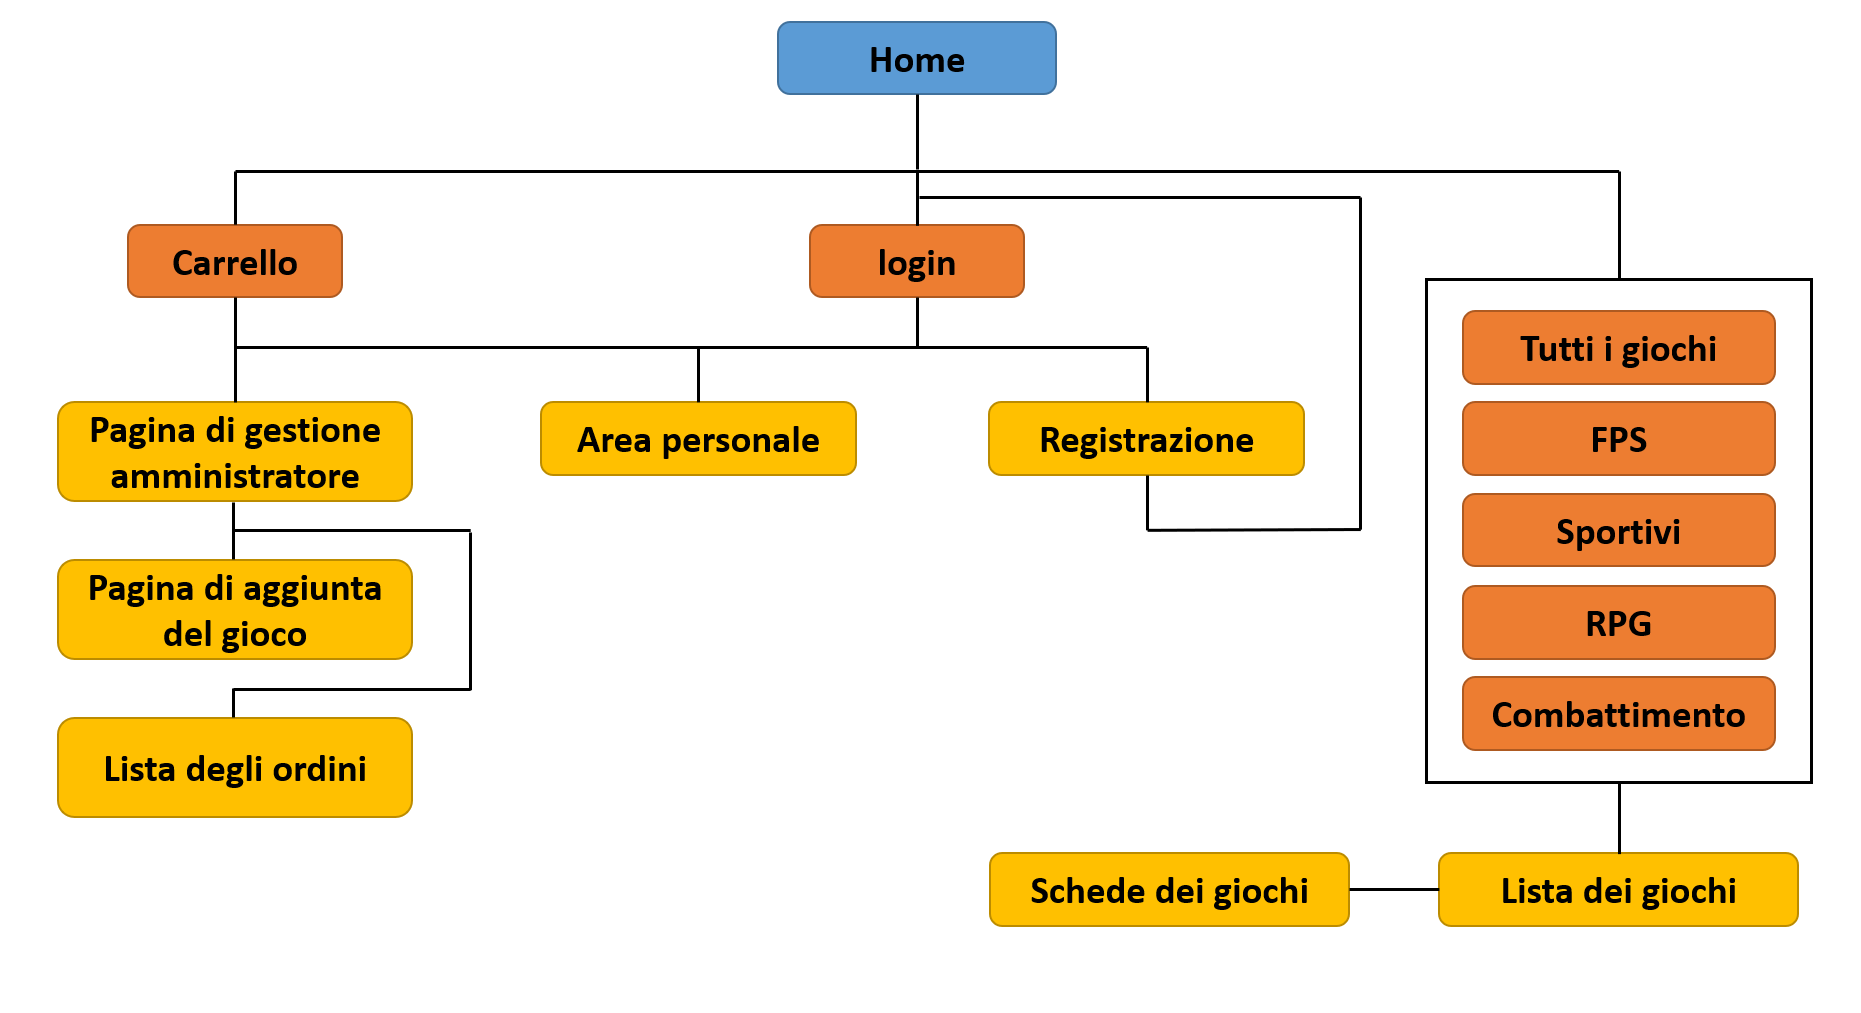 Home
Carrello
login
Tutti i giochi
FPS
Sportivi
RPG
Combattimento
Pagina di gestione
amministratore
Area personale
Registrazione
Pagina di aggiunta
del gioco
Lista degli ordini
Schede dei giochi
Lista dei giochi